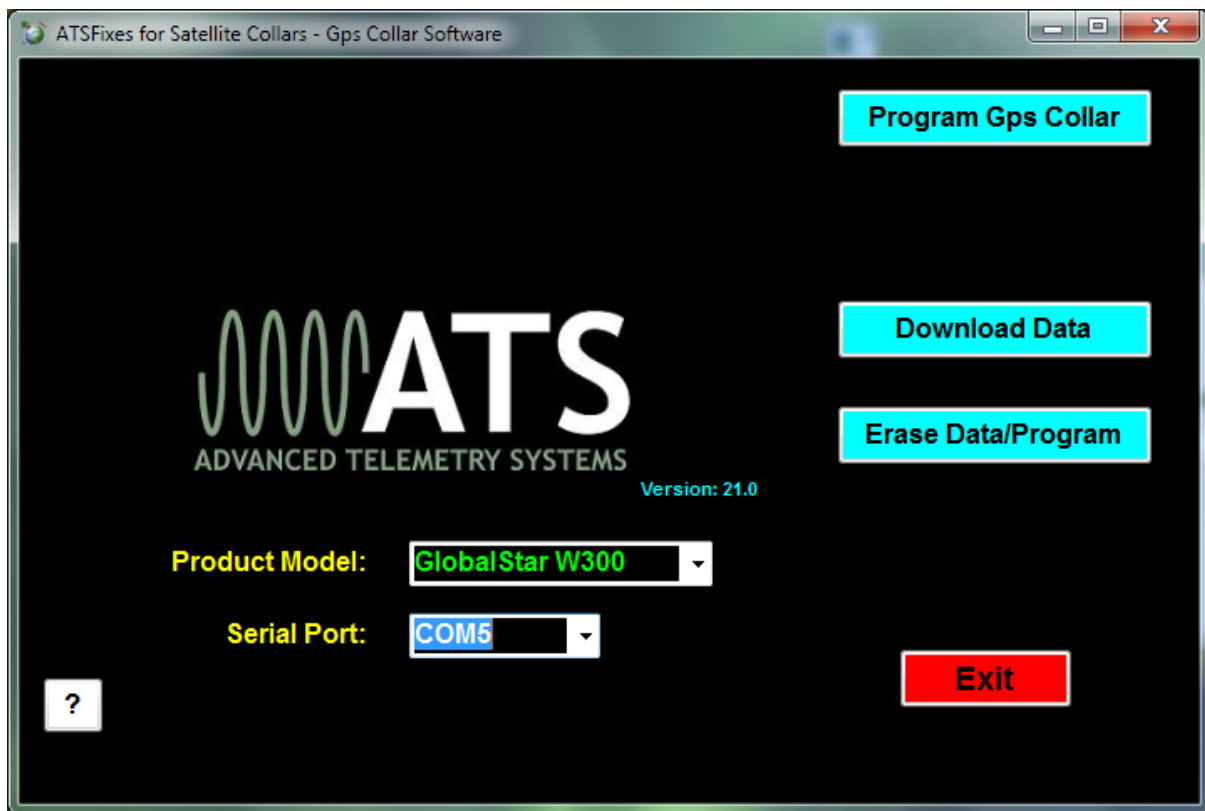 ATSFixes for Satellite Collars - Gps Collar Software
Program Gps Collar
Download Data
ATS
Erase Data/Program
ADVANCED TELEMETRY SYSTEMS
Version: 21.0
Product Model: GlobalStar W300
Serial Port: COM5
Exit
?